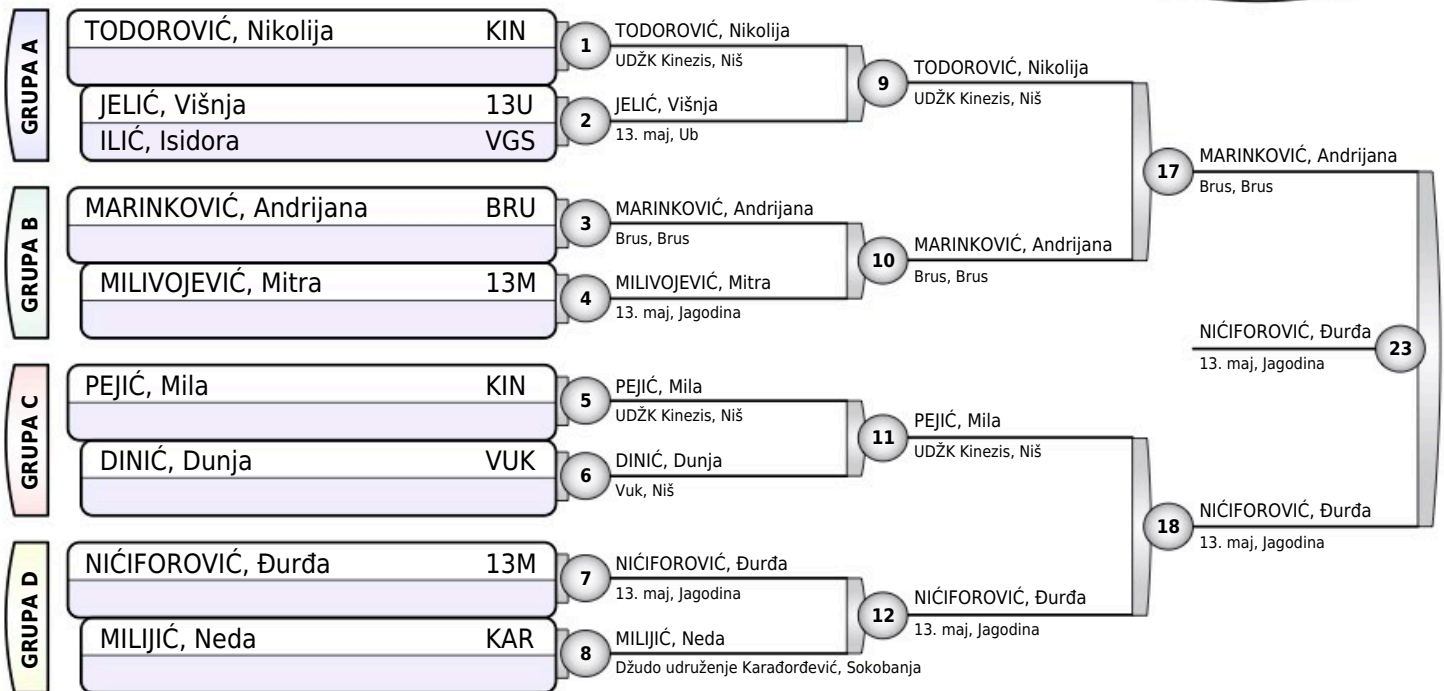 GRUPA A
TODOROVIĆ, Nikolija KIN
JELIĆ, Višnja 13U
ILIĆ, Isidora VGS
GRUPA B
MARINKOVIĆ, Andrijana BRU
MILIVOJEVIĆ, Mitra 13M
GRUPA C
PEJIĆ, Mila KIN
DINIĆ, Dunja VUK
GRUPA D
NIĆIFOROVIĆ, Đurđa 13M
MILIJIĆ, Neda KAR
1
TODOROVIĆ, Nikolija
UDŽK Kinezis, Niš
2
JELIĆ, Višnja
13. maj, Ub
3
MARINKOVIĆ, Andrijana
Brus, Brus
4
MILIVOJEVIĆ, Mitra
13. maj, Jagodina
5
PEJIĆ, Mila
UDŽK Kinezis, Niš
6
DINIĆ, Dunja
Vuk, Niš
7
NIĆIFOROVIĆ, Đurđa
13. maj, Jagodina
8
MILIJIĆ, Neda
Džudo udruženje Karađorđević, Sokobanja
9
TODOROVIĆ, Nikolija
UDŽK Kinezis, Niš
10
MARINKOVIĆ, Andrijana
Brus, Brus
11
PEJIĆ, Mila
UDŽK Kinezis, Niš
12
NIĆIFOROVIĆ, Đurđa
13. maj, Jagodina
17
MARINKOVIĆ, Andrijana
Brus, Brus
18
NIĆIFOROVIĆ, Đurđa
13. maj, Jagodina
NIĆIFOROVIĆ, Đurđa
13. maj, Jagodina
23